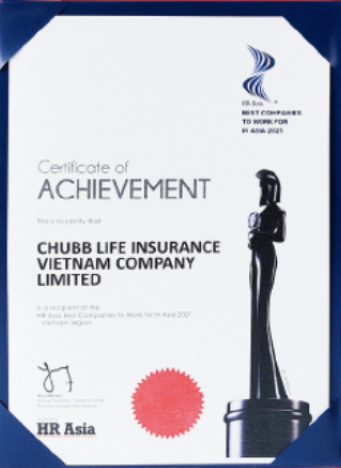 HR Asia
BEST COMPANIES
TO WORK FOR
IN ASIA 2021
Certificate of
ACHIEVEMENT
This is to certify that
CHUBB LIFE INSURANCE
VIETNAM COMPANY
LIMITED
is a recipient of the
HR Asia Best Companies to Work for in Asia 2021
- Vietnam region
HR Asia